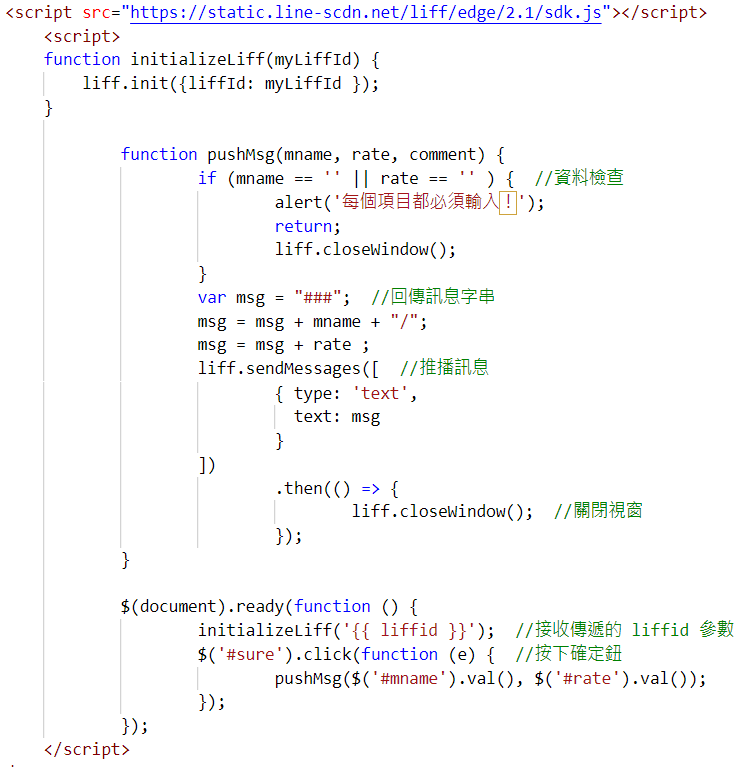 <script src="https://static.line-scdn.net/liff/edge/2.1/sdk.js"></script>
<script>
function initializeLiff(myLiffId) {
liff.init({liffId: myLiffId });
}
function pushMsg(mname, rate, comment) {
if (mname == '' || rate == '' ) {  //資料檢查
alert('每個項目都必須輸入！');
return;
liff.closeWindow();
}
var msg = "###";  //回傳訊息字串
msg = msg + mname + "/";
msg = msg + rate ;
liff.sendMessages([  //推播訊息
{ type: 'text',
text: msg
}
])
.then(() => {
liff.closeWindow();  //關閉視窗
});
}
$(document).ready(function () {
initializeLiff('{{ liffid }}');  //接收傳遞的 liffid 參數
$('#sure').click(function (e) {  //按下確定鈕
pushMsg($('#mname').val(), $('#rate').val());
});
});
</script>